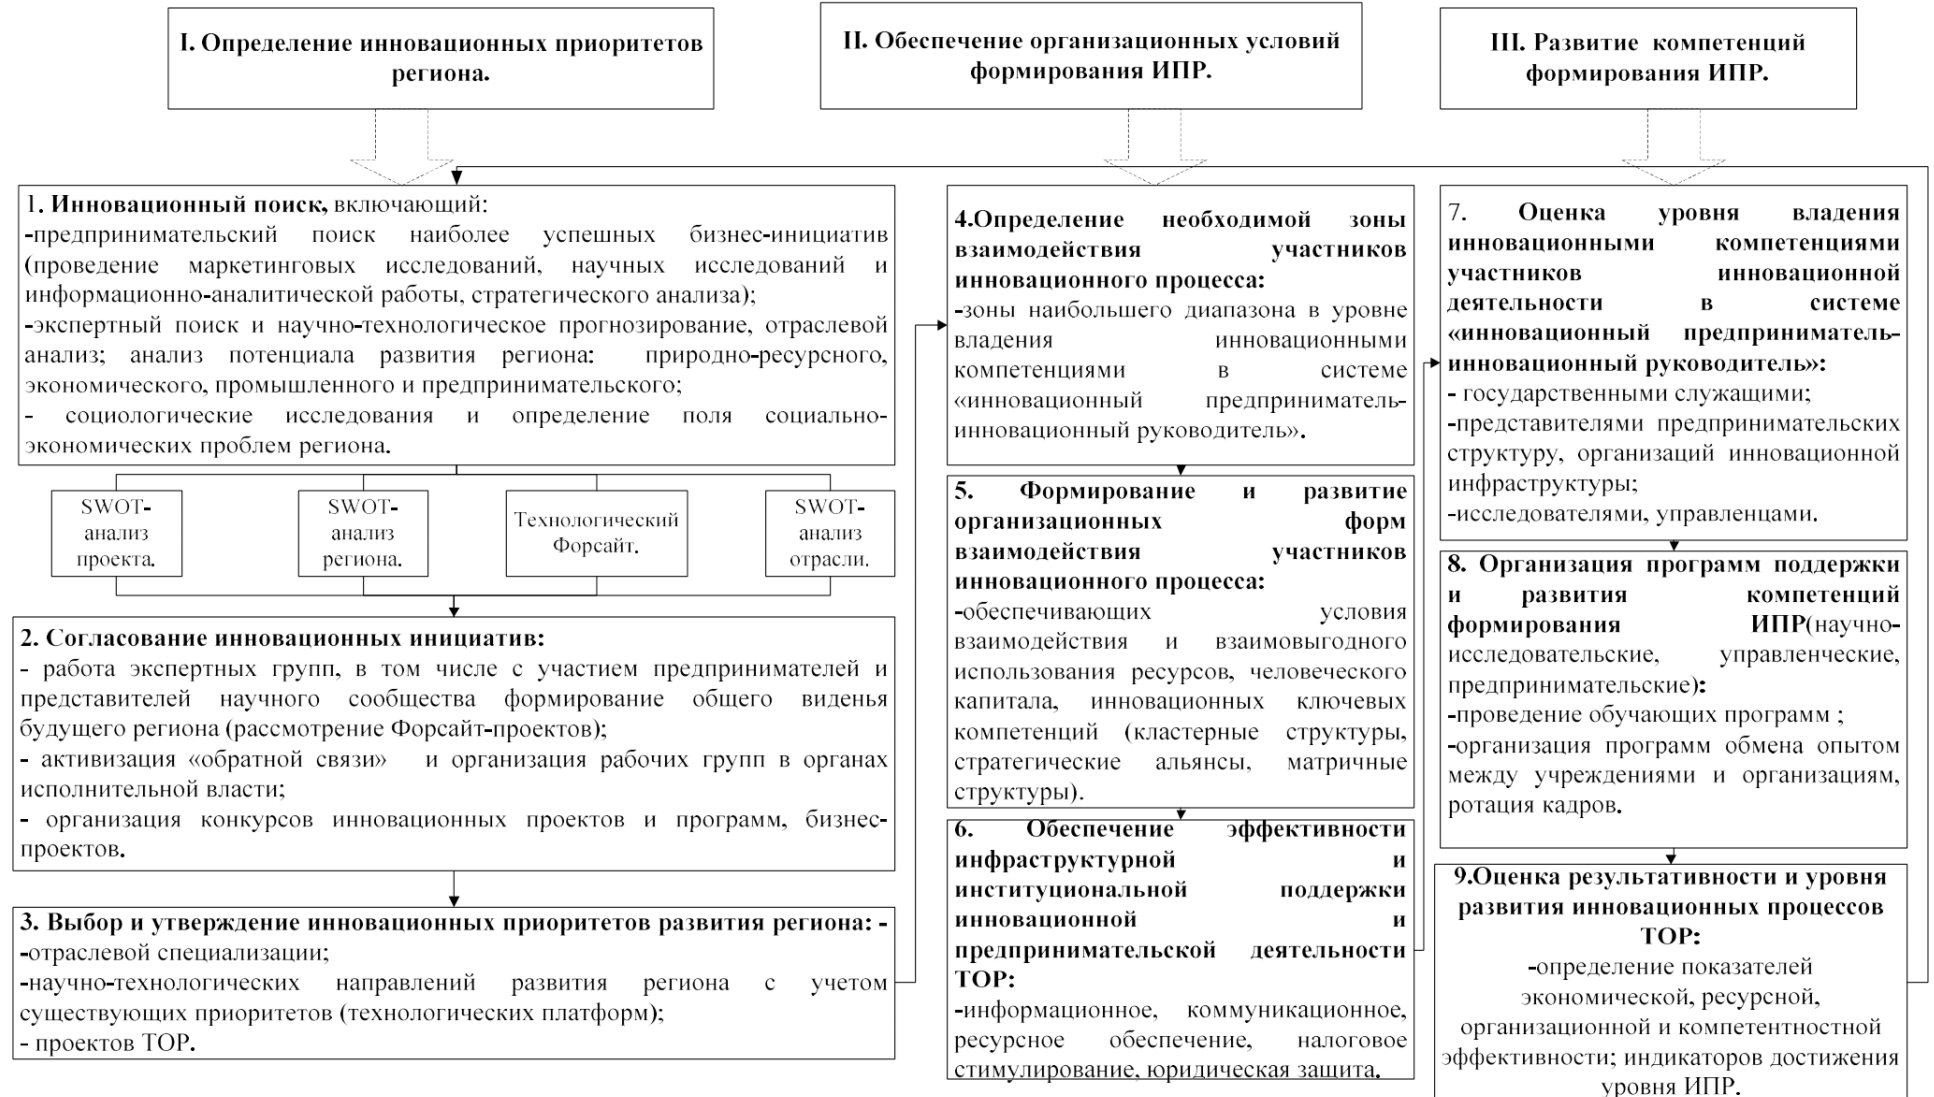 I. Определение инновационных приоритетов
региона.
II. Обеспечение организационных условий
формирования ИПР.
III. Развитие компетенций
формирования ИПР.
1. Инновационный поиск, включающий:
-предпринимательский поиск наиболее успешных бизнес-инициатив
(проведение маркетинговых исследований, научных исследований и
информационно-аналитической работы, стратегического анализа);
-экспертный поиск и научно-технологическое прогнозирование, отраслевой
анализ; анализ потенциала развития региона: природно-ресурсного,
экономического, промышленного и предпринимательского;
- социологические исследования и определение поля социально-
экономических проблем региона.
SWOT-
анализ
проекта.
SWOT-
анализ
региона.
Технологический
Форсайт.
SWOT-
анализ
отрасли.
2. Согласование инновационных инициатив:
- работа экспертных групп, в том числе с участием предпринимателей и
представителей научного сообщества формирование общего виденья
будущего региона (рассмотрение Форсайт-проектов);
- активизация «обратной связи» и организация рабочих групп в органах
исполнительной власти;
- организация конкурсов инновационных проектов и программ, бизнес-
проектов.
3. Выбор и утверждение инновационных приоритетов развития региона: -
-отраслевой специализации;
-научно-технологических направлений развития региона с учетом
существующих приоритетов (технологических платформ);
- проектов ТОР.
4.Определение необходимой зоны
взаимодействия участников
инновационного процесса:
-зоны наибольшего диапазона в уровне
владения инновационными
компетенциями в системе
«инновационный предприниматель-
инновационный руководитель».
5. Формирование и развитие
организационных форм
взаимодействия участников
инновационного процесса:
-обеспечивающих условия
взаимодействия и взаимовыгодного
использования ресурсов, человеческого
капитала, инновационных ключевых
компетенций (кластерные структуры,
стратегические альянсы, матричные
структуры).
6. Обеспечение эффективности
инфраструктурной и
институциональной поддержки
инновационной и
предпринимательской деятельности
ТОР:
-информационное, коммуникационное,
ресурсное обеспечение, налоговое
стимулирование, юридическая защита.
7. Оценка уровня владения
инновационными компетенциями
участников инновационной
деятельности в системе
«инновационный предприниматель-
инновационный руководитель»:
- государственными служащими;
-представителями предпринимательских
структуру, организаций инновационной
инфраструктуры;
-исследователями, управленцами.
8. Организация программ поддержки
и развития компетенций
формирования ИПР(научно-
исследовательские, управленческие,
предпринимательские):
-проведение обучающих программ ;
-организация программ обмена опытом
между учреждениями и организациям,
ротация кадров.
9.Оценка результативности и уровня
развития инновационных процессов
ТОР:
-определение показателей
экономической, ресурсной,
организационной и компетентностной
эффективности; индикаторов достижения
уровня ИПР.